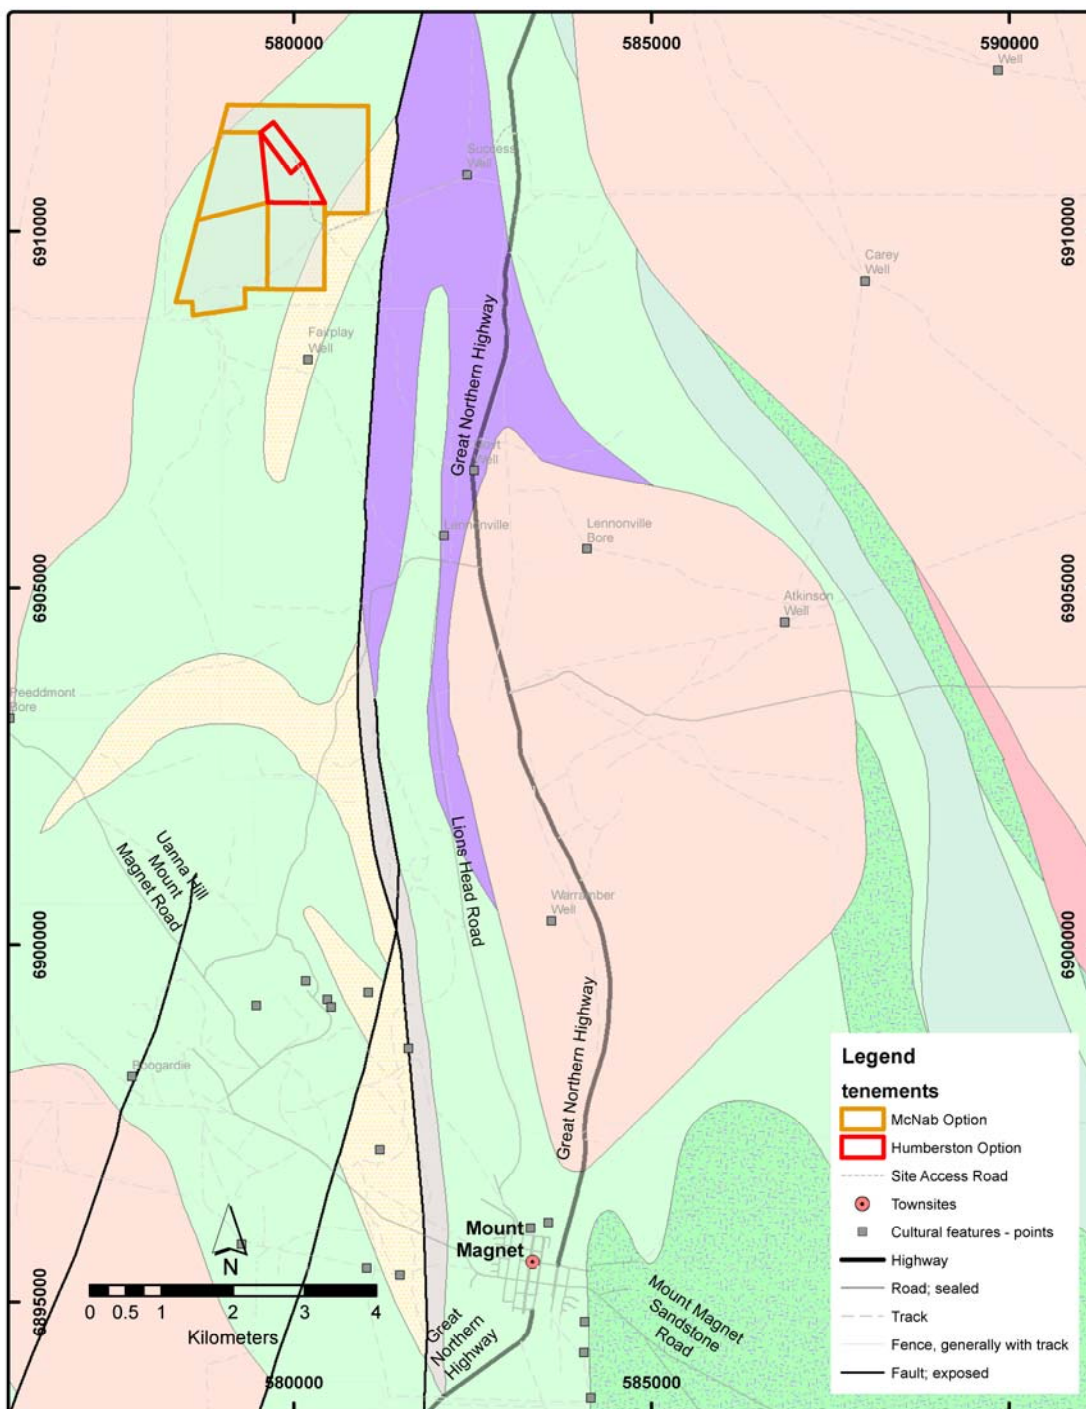 580000
585000
590000
Well
Success
Well
6910000
6910000
Carey
Well
Fairplay
Well
Great Northern Highway
Well
Lennonville
Lennonville
Bore
6905000
6905000
Atkinson
Well
Peeddmont
Bore
Uanna Hill
Mount
Magnet Road
Lions Head Road
Warramber
Well
6900000
6900000
Great Northern Highway
Boogardie
Mount
Magnet
N
0 0.5 1 2 3 4
Kilometers
6895000
Great
Northern
Highway
Mount Magnet
Sandstone
Road
580000
585000
Legend
tenements
McNab Option
Humberston Option
Site Access Road
Townsites
Cultural features - points
Highway
Road; sealed
Track
Fence, generally with track
Fault; exposed